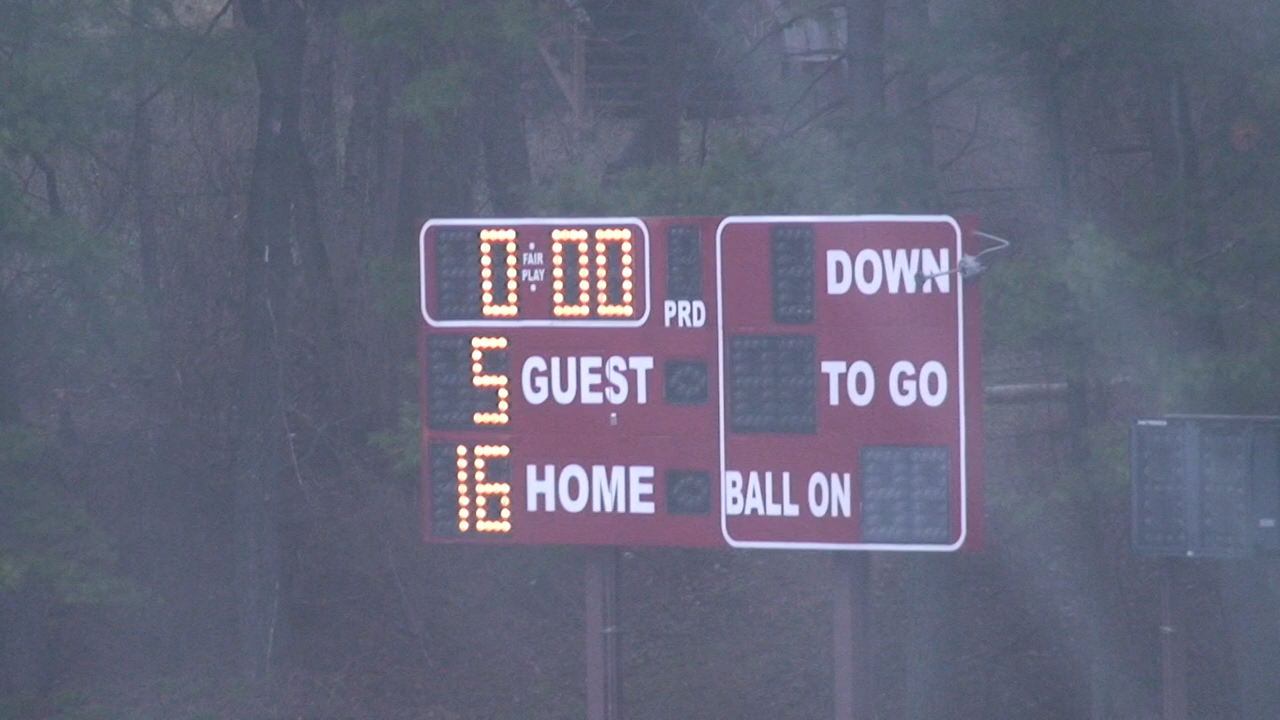 0:00
FAIR
PLAY
PRD
5 GUEST
16 HOME
DOWN
TO GO
BALL ON